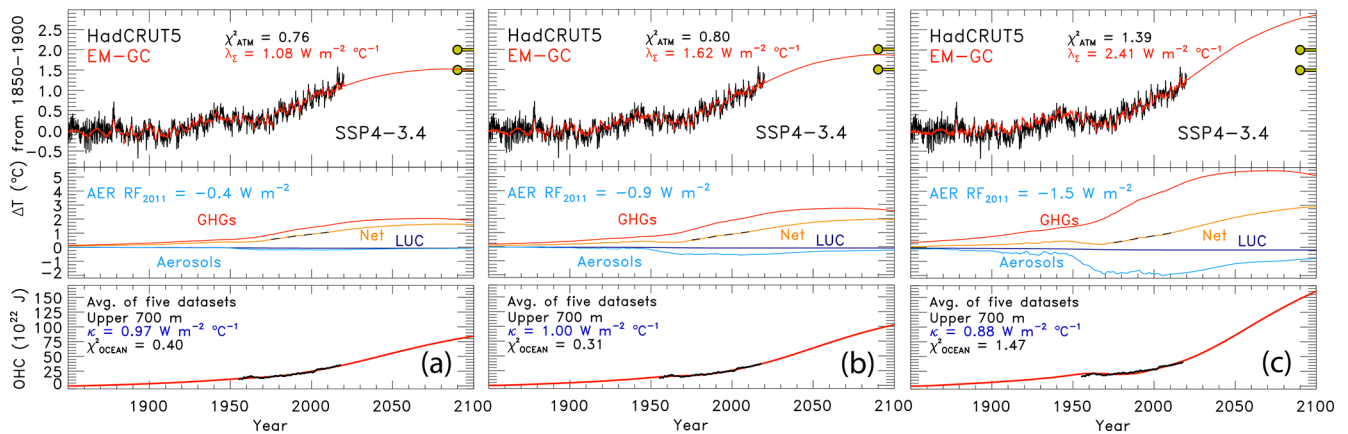 ΔT (°C) from 1850-1900
2.5
2.0
1.5
1.0
0.5
0.0
-0.5
HadCRUT5
EM-GC
χ²ATM = 0.76
λΣ = 1.08 W m⁻² °C⁻¹
SSP4-3.4
5
4
3
2
1
0
-1
-2
AER RF2011 = -0.4 W m⁻²
GHGs
Net
LUC
Aerosols
OHC (10²² J)
150
125
100
75
50
25
0
Avg. of five datasets
Upper 700 m
κ = 0.97 W m⁻² °C⁻¹
χ²OCEAN = 0.40
(a)
1900 1950 2000 2050 2100
Year
HadCRUT5
EM-GC
χ²ATM = 0.80
λΣ = 1.62 W m⁻² °C⁻¹
SSP4-3.4
AER RF2011 = -0.9 W m⁻²
GHGs
Net
LUC
Aerosols
Avg. of five datasets
Upper 700 m
κ = 1.00 W m⁻² °C⁻¹
χ²OCEAN = 0.31
(b)
1900 1950 2000 2050 2100
Year
HadCRUT5
EM-GC
χ²ATM = 1.39
λΣ = 2.41 W m⁻² °C⁻¹
SSP4-3.4
AER RF2011 = -1.5 W m⁻²
GHGs
Net
LUC
Aerosols
Avg. of five datasets
Upper 700 m
κ = 0.88 W m⁻² °C⁻¹
χ²OCEAN = 1.47
(c)
1900 1950 2000 2050 2100
Year